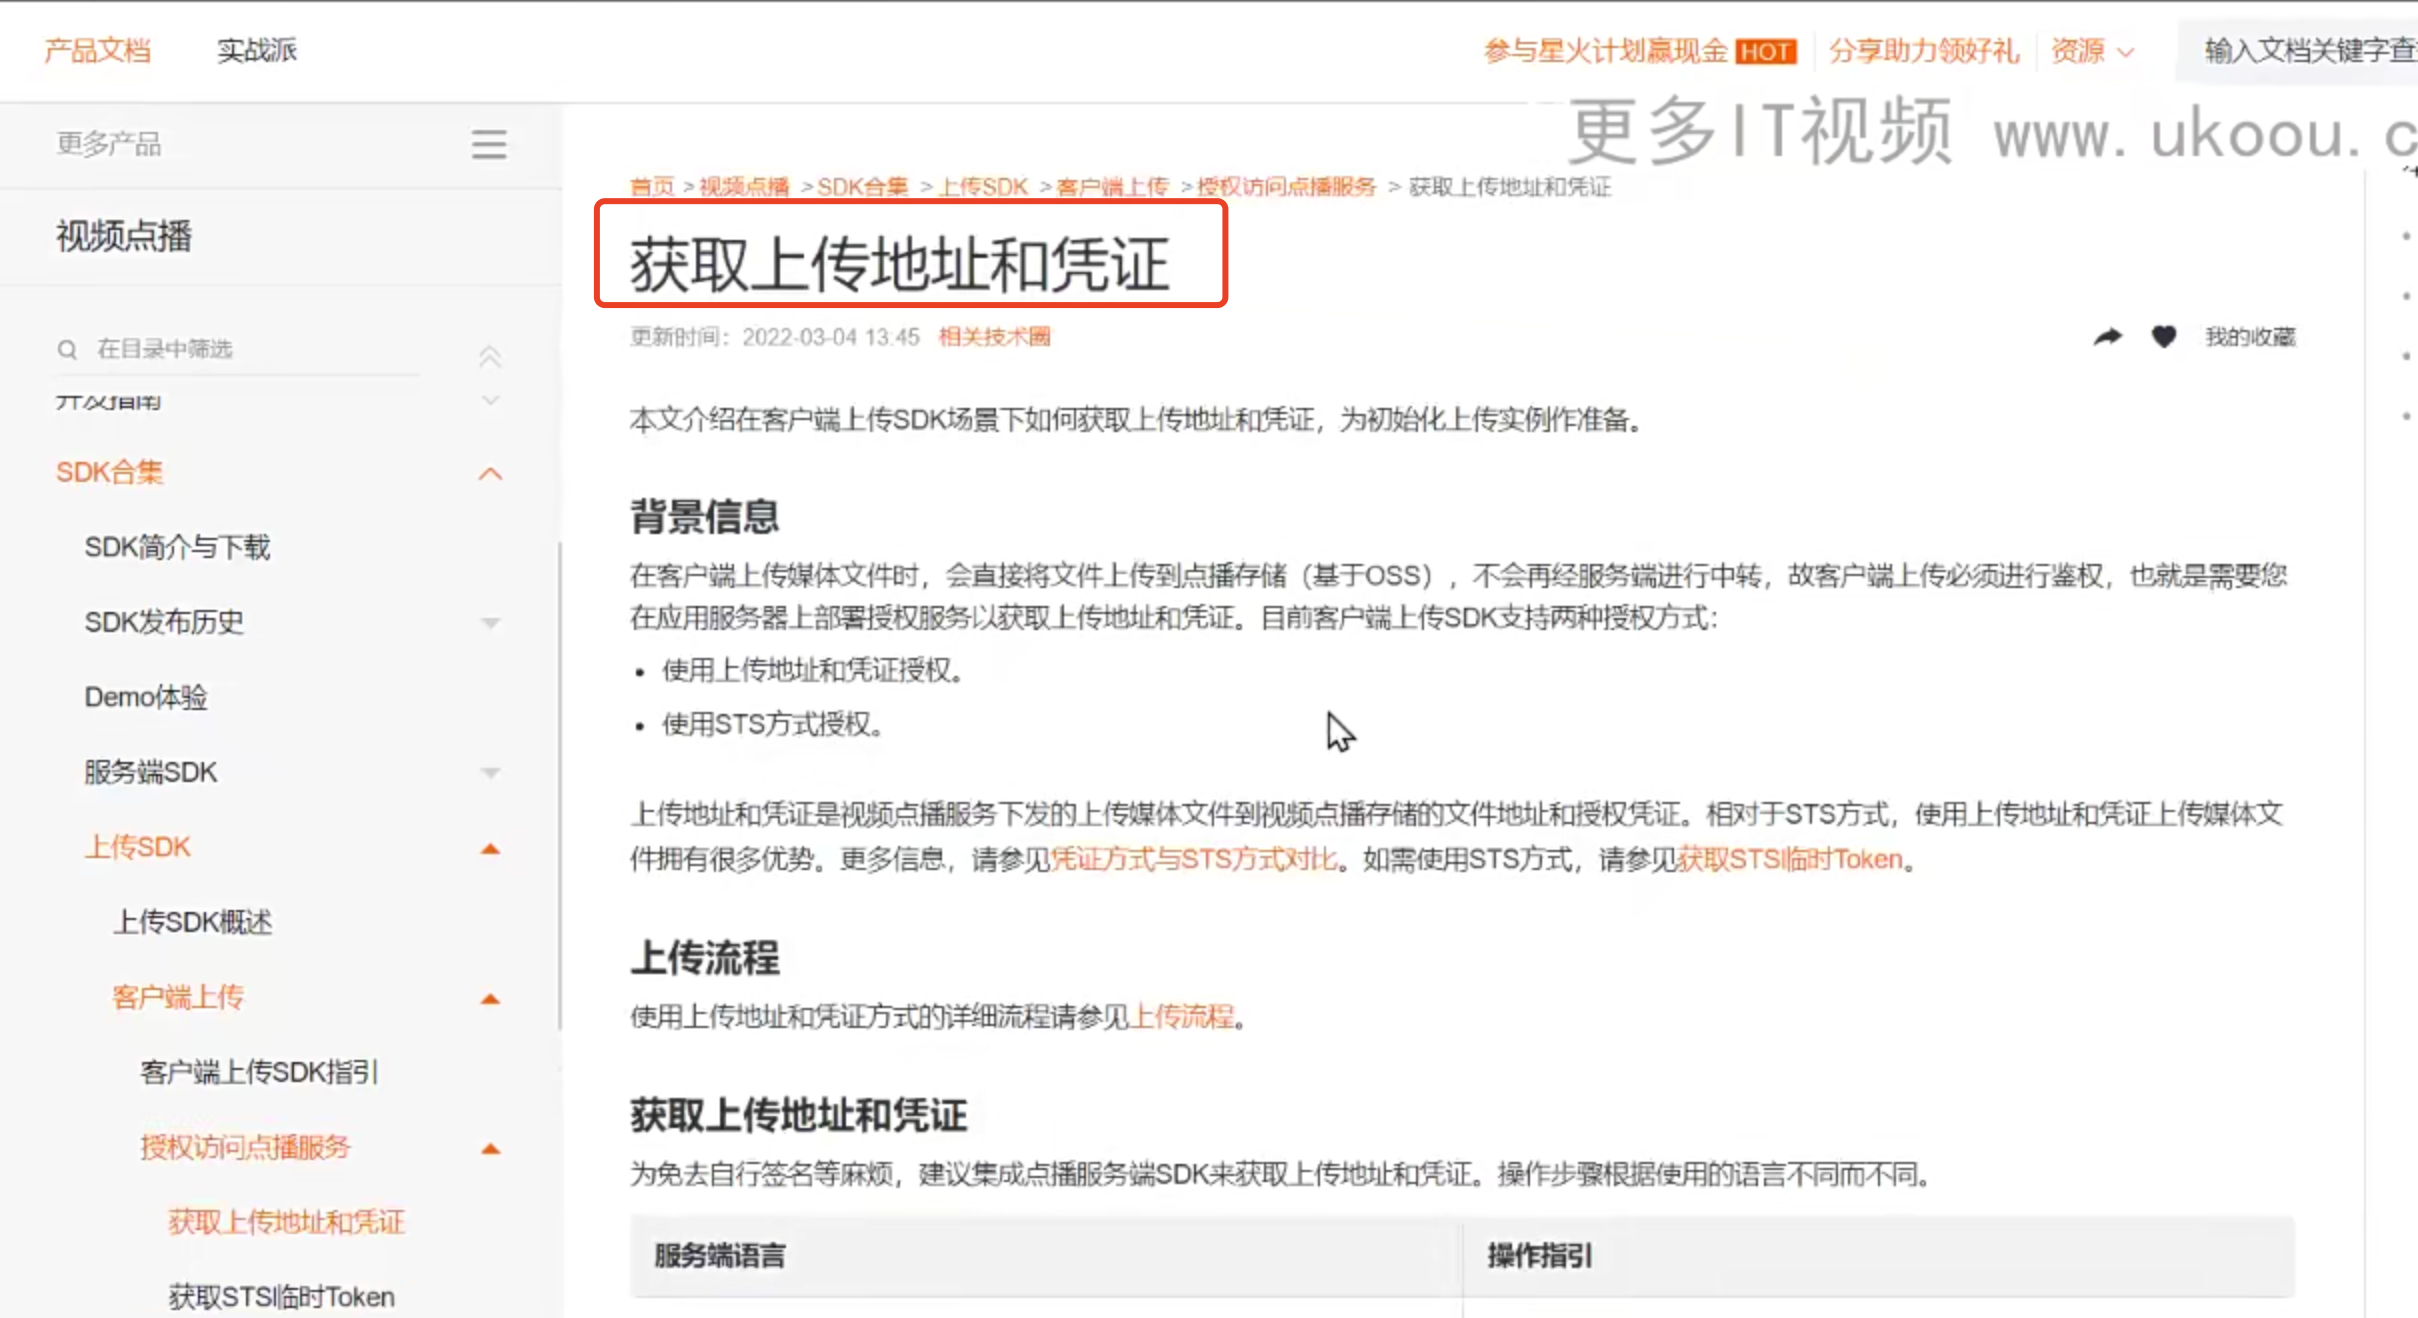 产品文档 实战派 参与星火计划赢现金 HOT 分享助力领好礼 资源 输入文档关键字查
更多IT视频 www.ukoou.c
更多产品
首页 > 视频点播 > SDK合集 > 上传SDK > 客户端上传 > 授权访问点播服务 > 获取上传地址和凭证
视频点播
获取上传地址和凭证
更新时间：2022-03-04 13:45 相关技术圈 我的收藏
在目录中筛选
开发指南
SDK合集
SDK简介与下载
SDK发布历史
Demo体验
服务端SDK
上传SDK
上传SDK概述
客户端上传
客户端上传SDK指引
授权访问点播服务
获取上传地址和凭证
获取STS临时Token
本文介绍在客户端上传SDK场景下如何获取上传地址和凭证，为初始化上传实例作准备。
背景信息
在客户端上传媒体文件时，会直接将文件上传到点播存储（基于OSS），不会再经服务端进行中转，故客户端上传必须进行鉴权，也就是需要您
在应用服务器上部署授权服务以获取上传地址和凭证。目前客户端上传SDK支持两种授权方式：
• 使用上传地址和凭证授权。
• 使用STS方式授权。
上传地址和凭证是视频点播服务下发的上传媒体文件到视频点播存储的文件地址和授权凭证。相对于STS方式，使用上传地址和凭证上传媒体文
件拥有很多优势。更多信息，请参见凭证方式与STS方式对比。如需使用STS方式，请参见获取STS临时Token。
上传流程
使用上传地址和凭证方式的详细流程请参见上传流程。
获取上传地址和凭证
为免去自行签名等麻烦，建议集成点播服务端SDK来获取上传地址和凭证。操作步骤根据使用的语言不同而不同。
服务端语言 操作指引